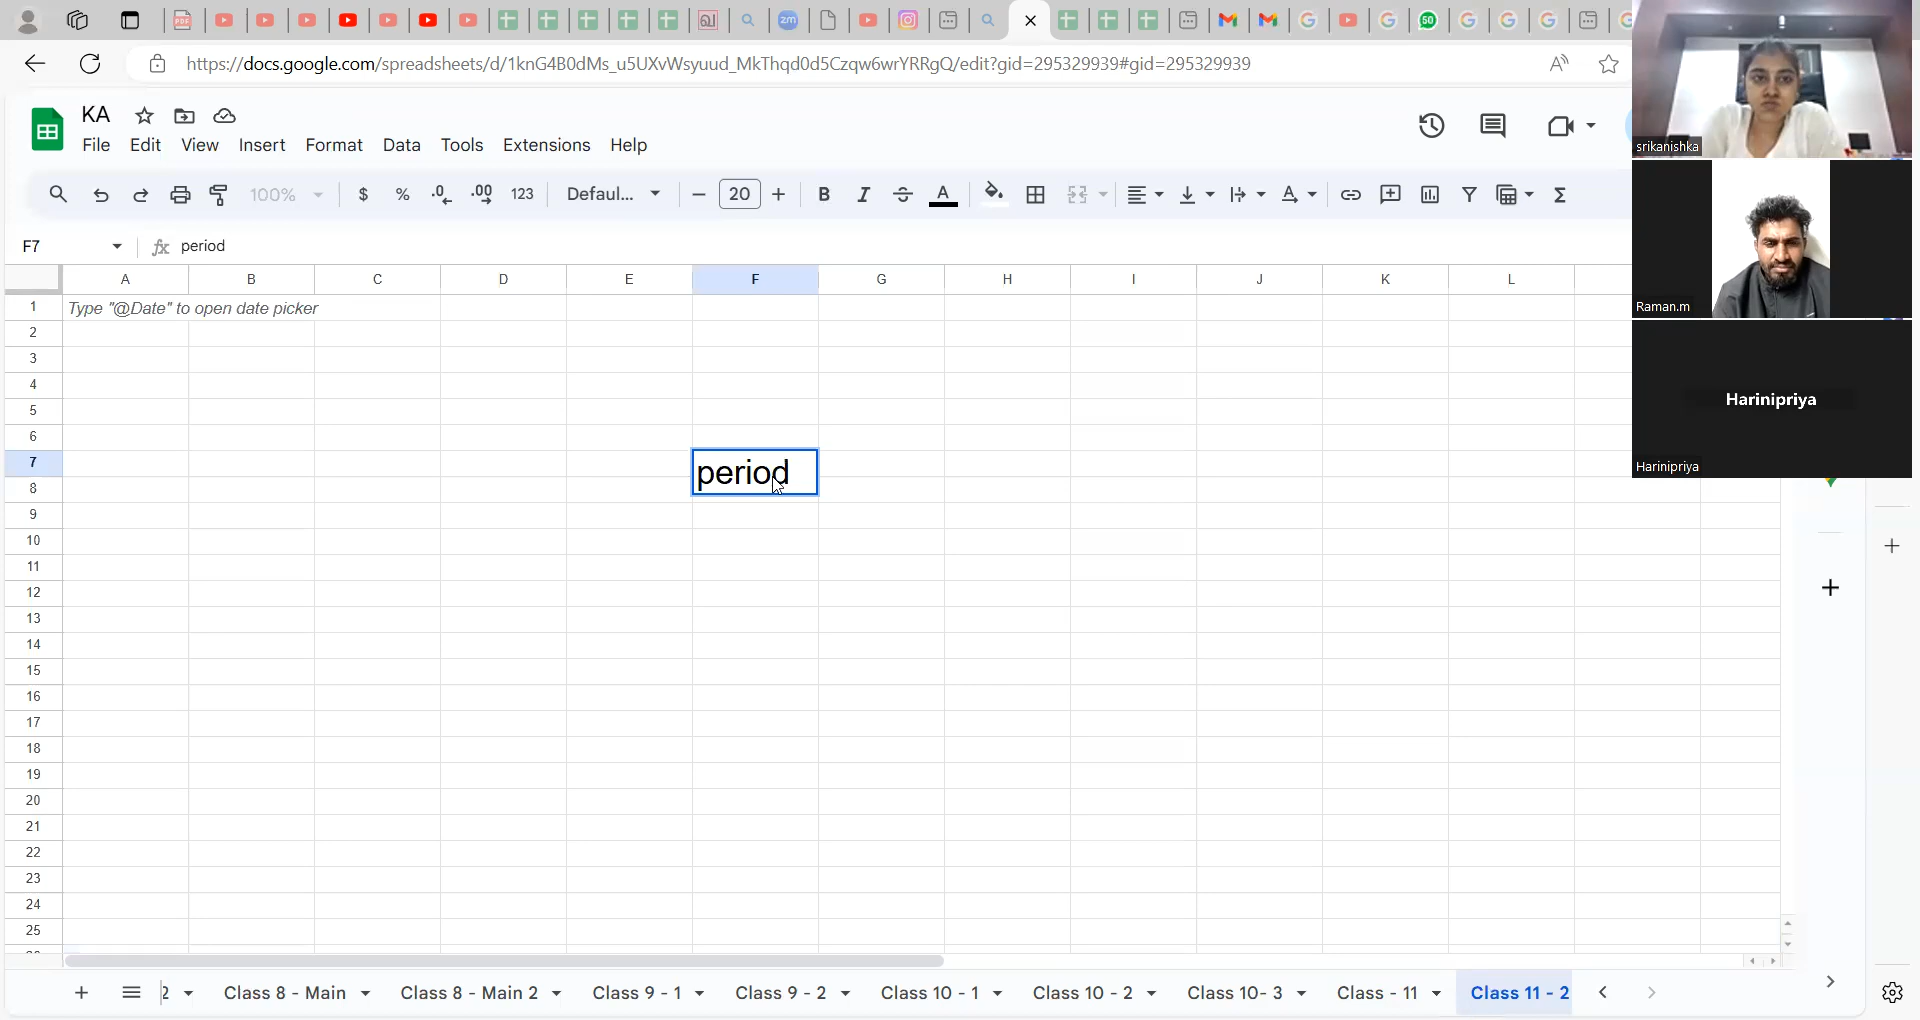 https://docs.google.com/spreadsheets/d/1knG4B0dMs_u5UXvWsyuud_MkThqd0d5Czqw6wrYRRgQ/edit?gid=295329939#gid=295329939
KA
File Edit View Insert Format Data Tools Extensions Help
100% $ % .0 .00 123 Defaul... 20 B I S A
F7 fx period
A B C D E F G H I J K L
1 Type "@Date" to open date picker
2
3
4
5
6
7 period
8
9
10
11
12
13
14
15
16
17
18
19
20
21
22
23
24
25
2 Class 8 - Main Class 8 - Main 2 Class 9 - 1 Class 9 - 2 Class 10 - 1 Class 10 - 2 Class 10- 3 Class - 11 Class 11 - 2
srikanishka
Raman.m
Harinipriya
Harinipriya